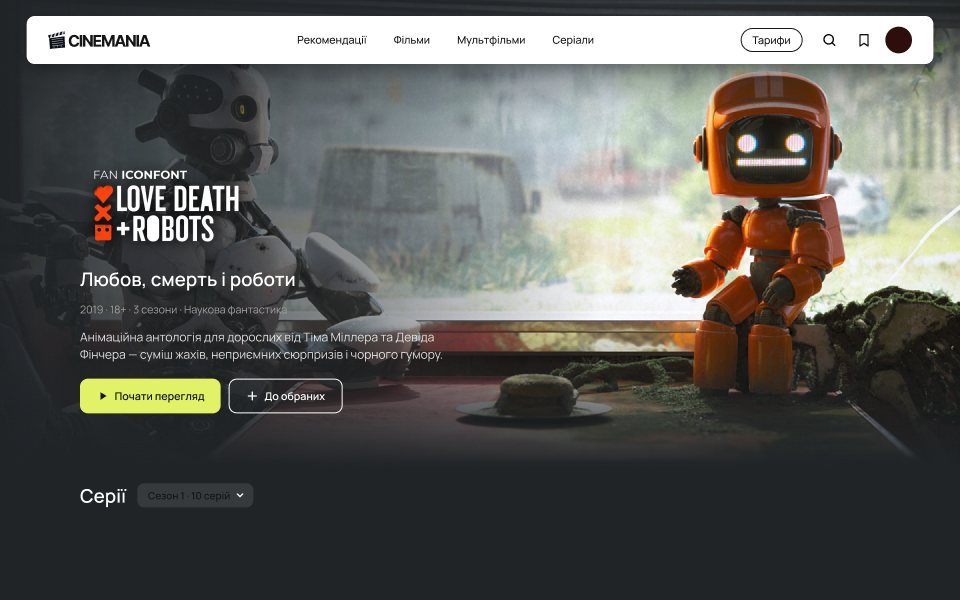 CINEMANIA
Рекомендації
Фільми
Мультфільми
Серіали
Тарифи
FAN ICONFONT
LOVE DEATH
+ROBOTS
Любов, смерть і роботи
2019 · 18+ · 3 сезони · Наукова фантастика
Анімаційна антологія для дорослих від Тіма Міллера та Девіда
Фінчера — суміш жахів, неприємних сюрпризів і чорного гумору.
Почати перегляд
До обраних
Серії
Сезон 1 · 10 серій